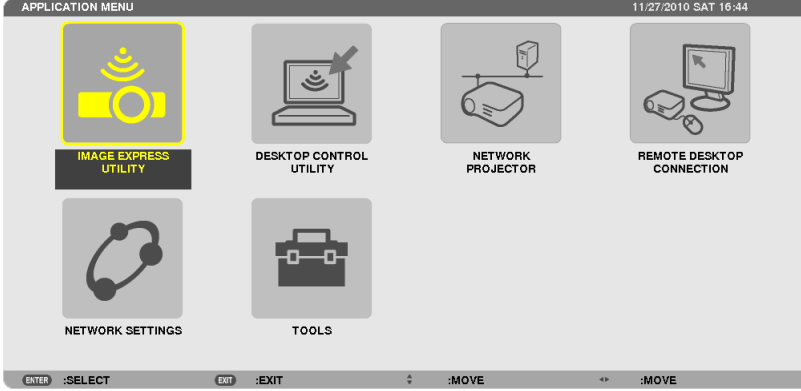 APPLICATION MENU 11/27/2010 SAT 16:44
IMAGE EXPRESS
UTILITY
DESKTOP CONTROL
UTILITY
NETWORK
PROJECTOR
REMOTE DESKTOP
CONNECTION
NETWORK SETTINGS
TOOLS
ENTER :SELECT EXIT :EXIT :MOVE :MOVE